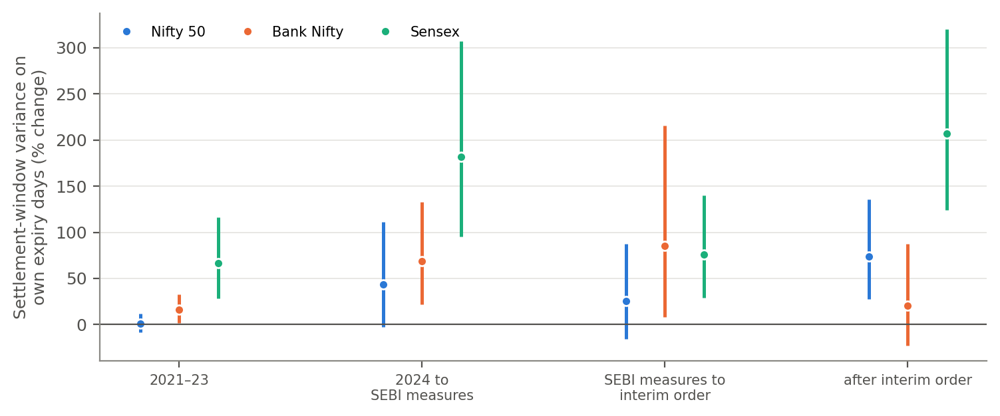 Nifty 50 Bank Nifty Sensex
Settlement-window variance on
own expiry days (% change)
300
250
200
150
100
50
0
2021–23
2024 to
SEBI measures
SEBI measures to
interim order
after interim order